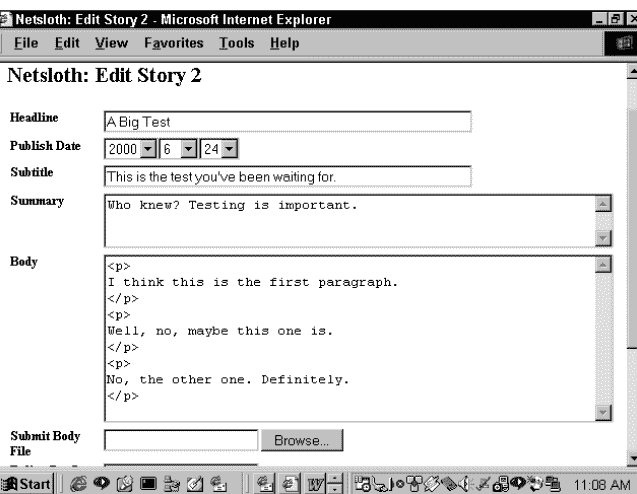 Netsloth: Edit Story 2 - Microsoft Internet Explorer
File Edit View Favorites Tools Help
Netsloth: Edit Story 2
Headline A Big Test
Publish Date 2000 6 24
Subtitle This is the test you've been waiting for.
Summary Who knew? Testing is important.
Body <p>
I think this is the first paragraph.
</p>
<p>
Well, no, maybe this one is.
</p>
<p>
No, the other one. Definitely.
</p>
Submit Body
File Browse...
Start 11:08 AM